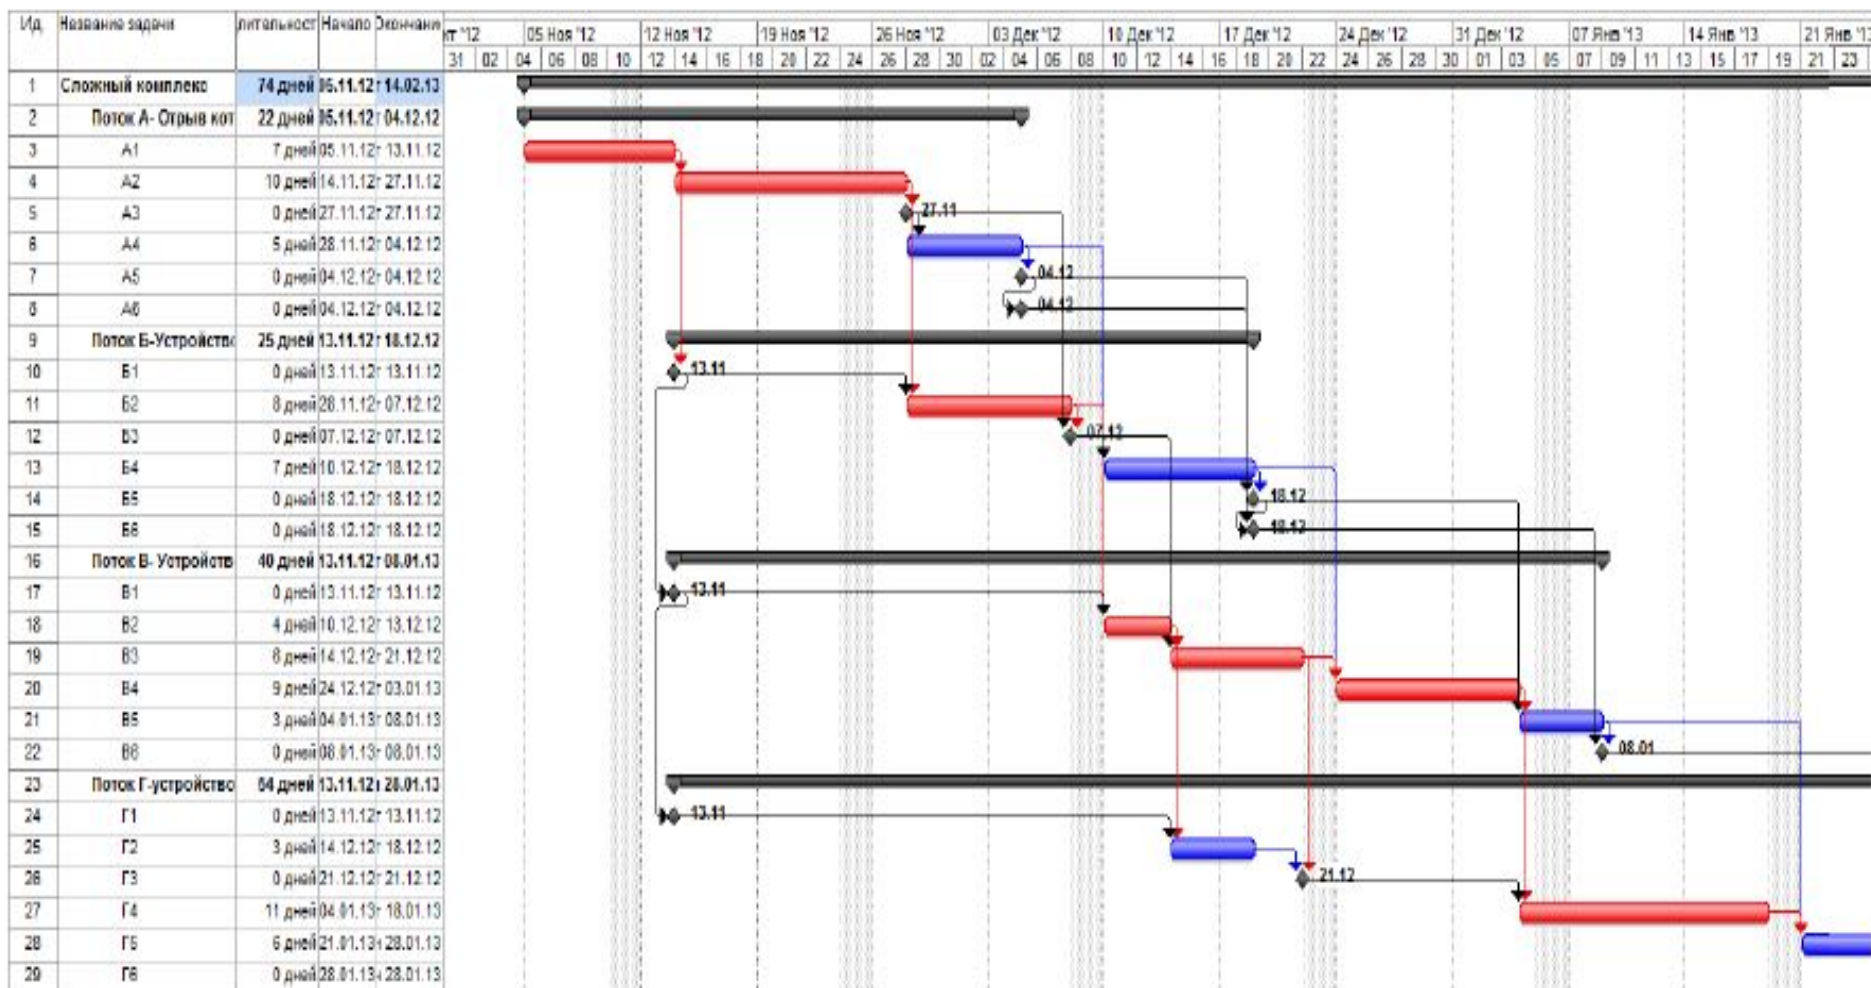 Ид. Название задачи длительност Начало Окончани
кт '12 05 Ноя '12 12 Ноя '12 19 Ноя '12 26 Ноя '12 03 Дек '12 10 Дек '12 17 Дек '12 24 Дек '12 31 Дек '12 07 Янв '13 14 Янв '13 21 Янв '13
31 02 04 06 08 10 12 14 16 18 20 22 24 26 28 30 02 04 06 08 10 12 14 16 18 20 22 24 26 28 30 01 03 05 07 09 11 13 15 17 19 21 23
1 Сложный комплекс 74 дней 05.11.12 14.02.13
2 Поток А- Отрыв кот 22 дней 05.11.12 04.12.12
3 А1 7 дней 05.11.12 13.11.12
4 А2 10 дней 14.11.12 27.11.12
5 А3 0 дней 27.11.12 27.11.12 27.11
6 А4 5 дней 28.11.12 04.12.12
7 А5 0 дней 04.12.12 04.12.12 04.12
8 А6 0 дней 04.12.12 04.12.12 04.12
9 Поток Б-Устройств 25 дней 13.11.12 18.12.12
10 Б1 0 дней 13.11.12 13.11.12 13.11
11 Б2 8 дней 28.11.12 07.12.12
12 0 дней 07.12.12 07.12.12 07.12
13 Б4 7 дней 10.12.12 18.12.12
14 Б5 0 дней 18.12.12 18.12.12 18.12
15 Б6 0 дней 18.12.12 18.12.12 18.12
16 Поток В- Устройств 40 дней 13.11.12 08.01.13
17 В1 0 дней 13.11.12 13.11.12 13.11
18 В2 4 дней 10.12.12 13.12.12
19 В3 дней 14.12.12 21.12.12
20 В4 9 дней 24.12.12 03.01.13
21 В5 3 дней 04.01.13 08.01.13
22 В6 0 дней 08.01.13 08.01.13 08.01
23 Поток Г-устройство дней 13.11.12 28.01.13
24 Г1 0 дней 13.11.12 13.11.12 13.11
25 Г2 3 дней 14.12.12 18.12.12
26 Г3 0 дней 21.12.12 21.12.12 21.12
27 Г4 11 дней 04.01.13 18.01.13
28 Г5 6 дней 21.01.13 28.01.13
29 Г6 0 дней 28.01.13 28.01.13